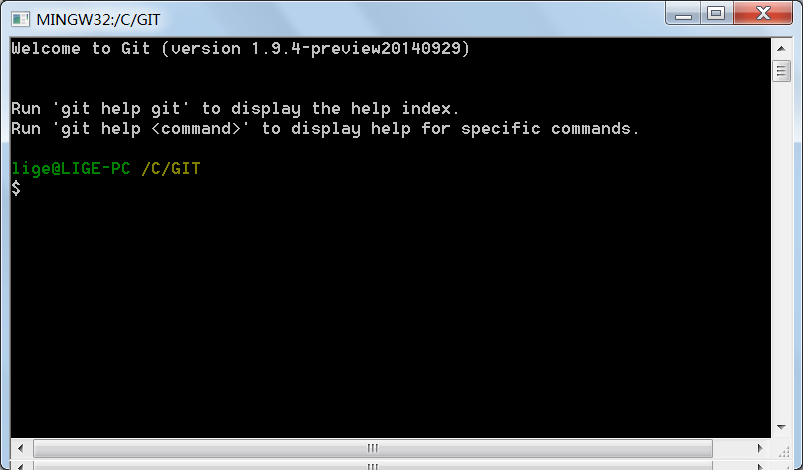 MINGW32:/C/GIT
Welcome to Git (version 1.9.4-preview20140929)
Run 'git help git' to display the help index.
Run 'git help <command>' to display help for specific commands.
lige@LIGE-PC /C/GIT
$